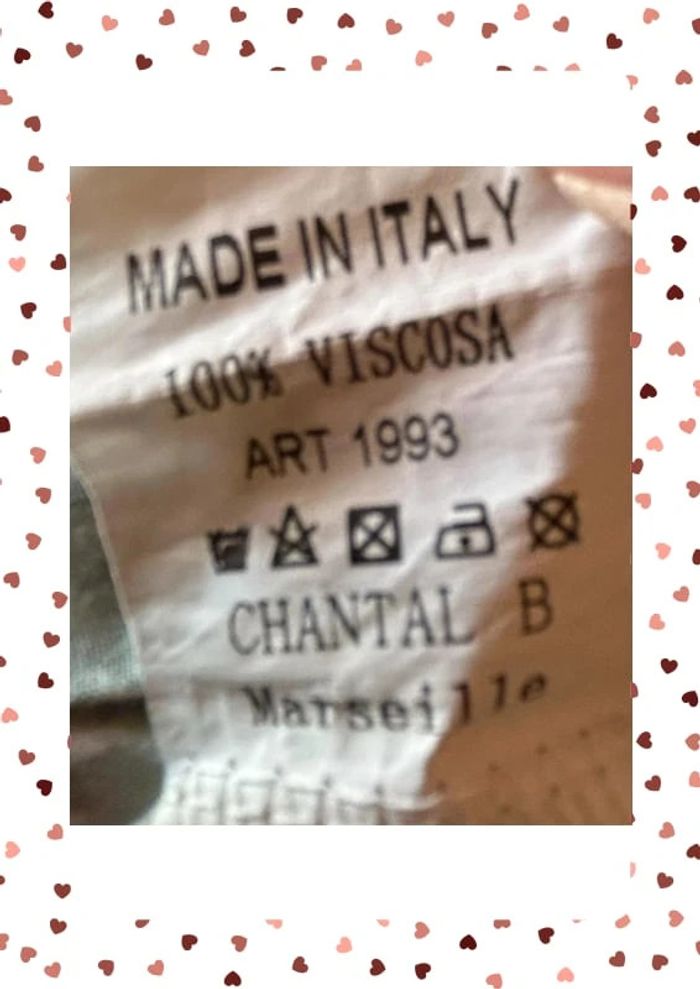 MADE IN ITALY
100% VISCOSA
ART 1993
CHANTAL B
Marseille